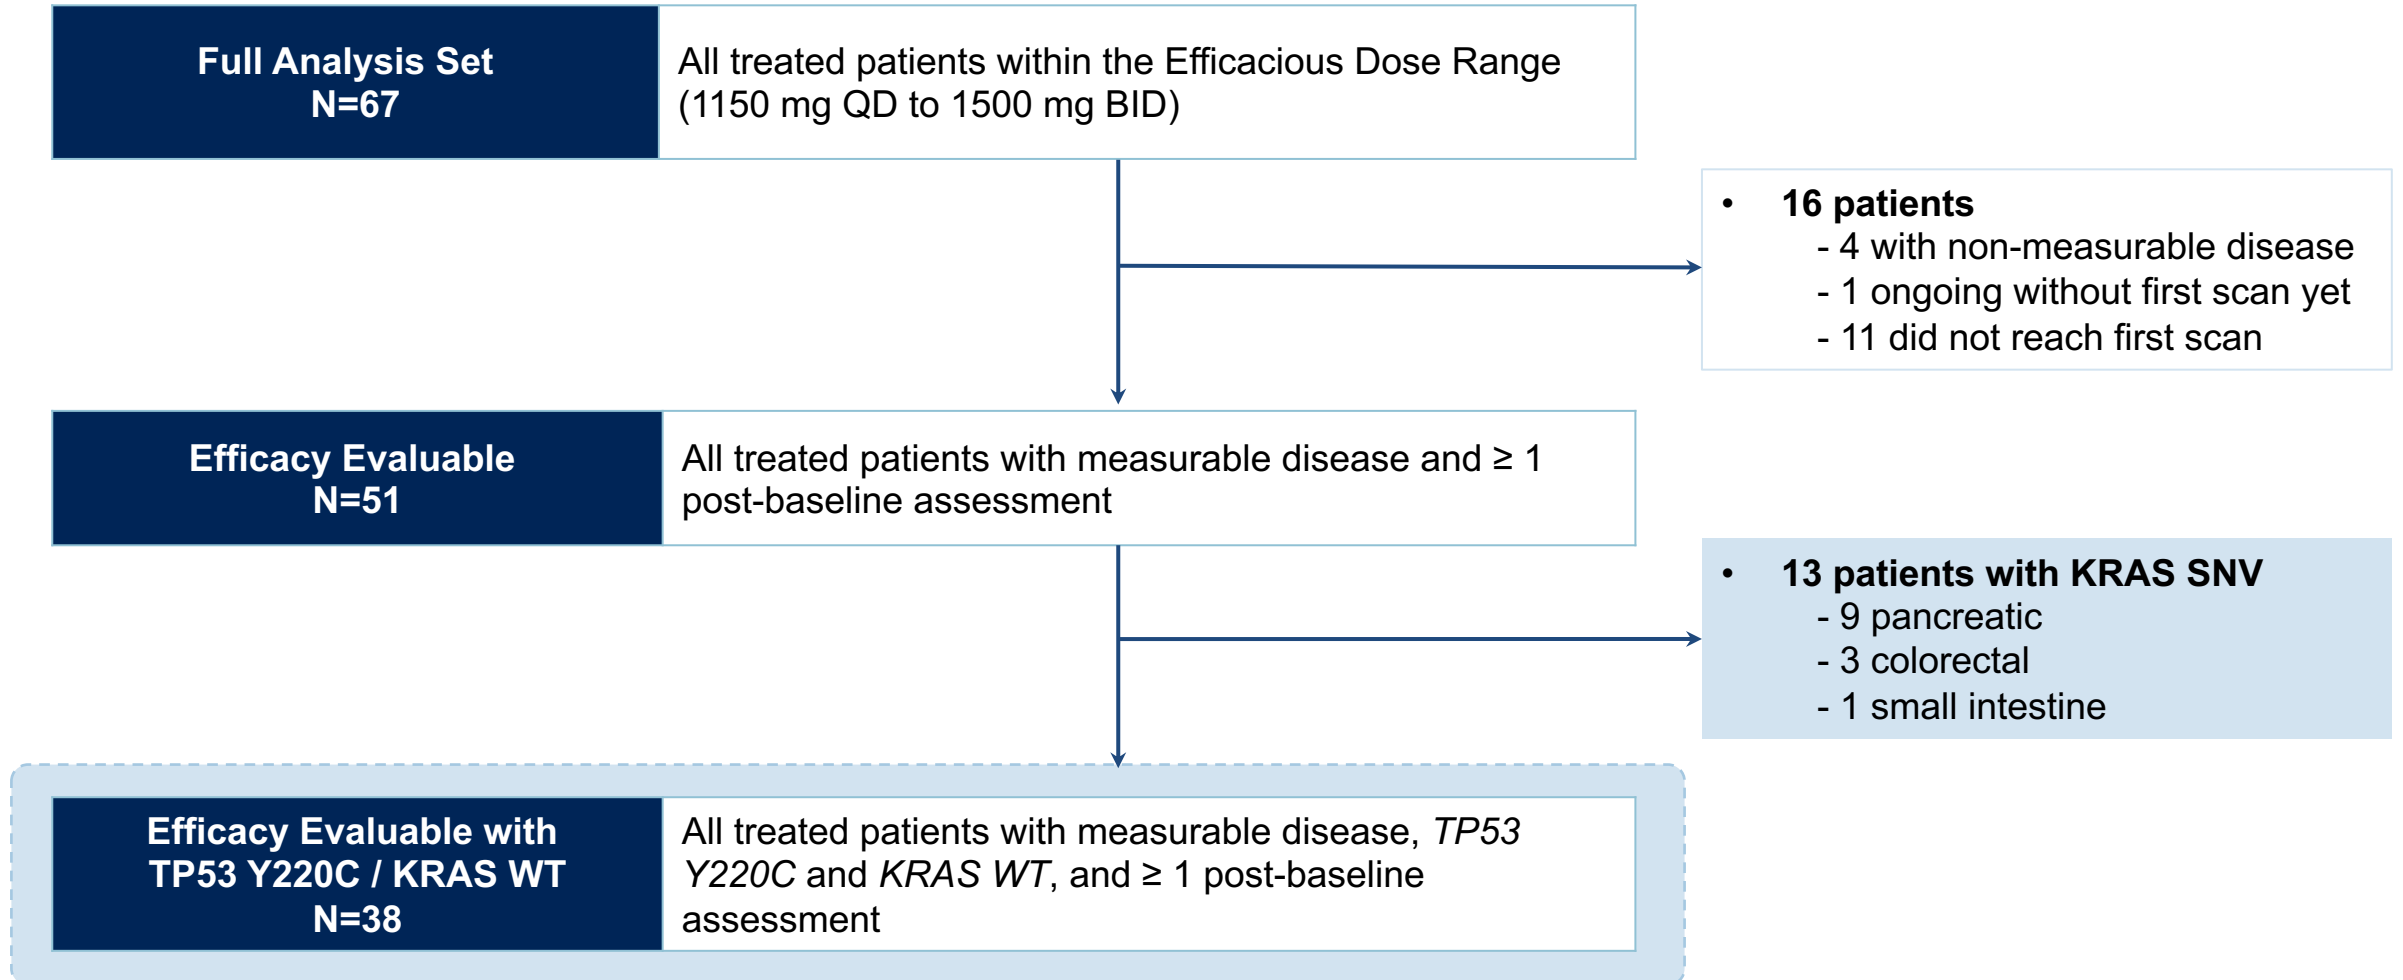 Full Analysis Set
N=67
All treated patients within the Efficacious Dose Range
(1150 mg QD to 1500 mg BID)
• 16 patients
- 4 with non-measurable disease
- 1 ongoing without first scan yet
- 11 did not reach first scan
Efficacy Evaluable
N=51
All treated patients with measurable disease and ≥ 1
post-baseline assessment
• 13 patients with KRAS SNV
- 9 pancreatic
- 3 colorectal
- 1 small intestine
Efficacy Evaluable with
TP53 Y220C / KRAS WT
N=38
All treated patients with measurable disease, TP53
Y220C and KRAS WT, and ≥ 1 post-baseline
assessment